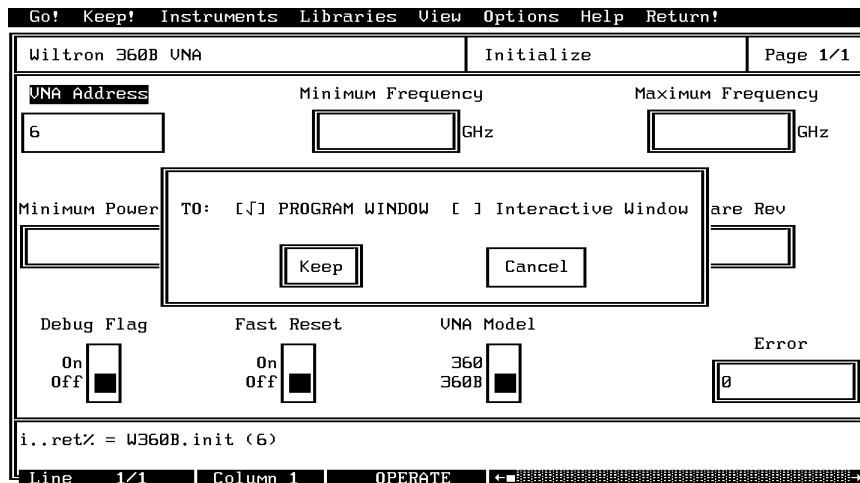 Go! Keep! Instruments Libraries View Options Help Return!
Wiltron 360B VNA Initialize Page 1/1
VNA Address Minimum Frequency Maximum Frequency
6 GHz GHz
Minimum Power are Rev
TO: [√] PROGRAM WINDOW [ ] Interactive Window
Keep Cancel
Debug Flag Fast Reset VNA Model Error
On On 360
Off Off 360B 0
i..ret% = W360B.init (6)
Line 1/1 Column 1 OPERATE